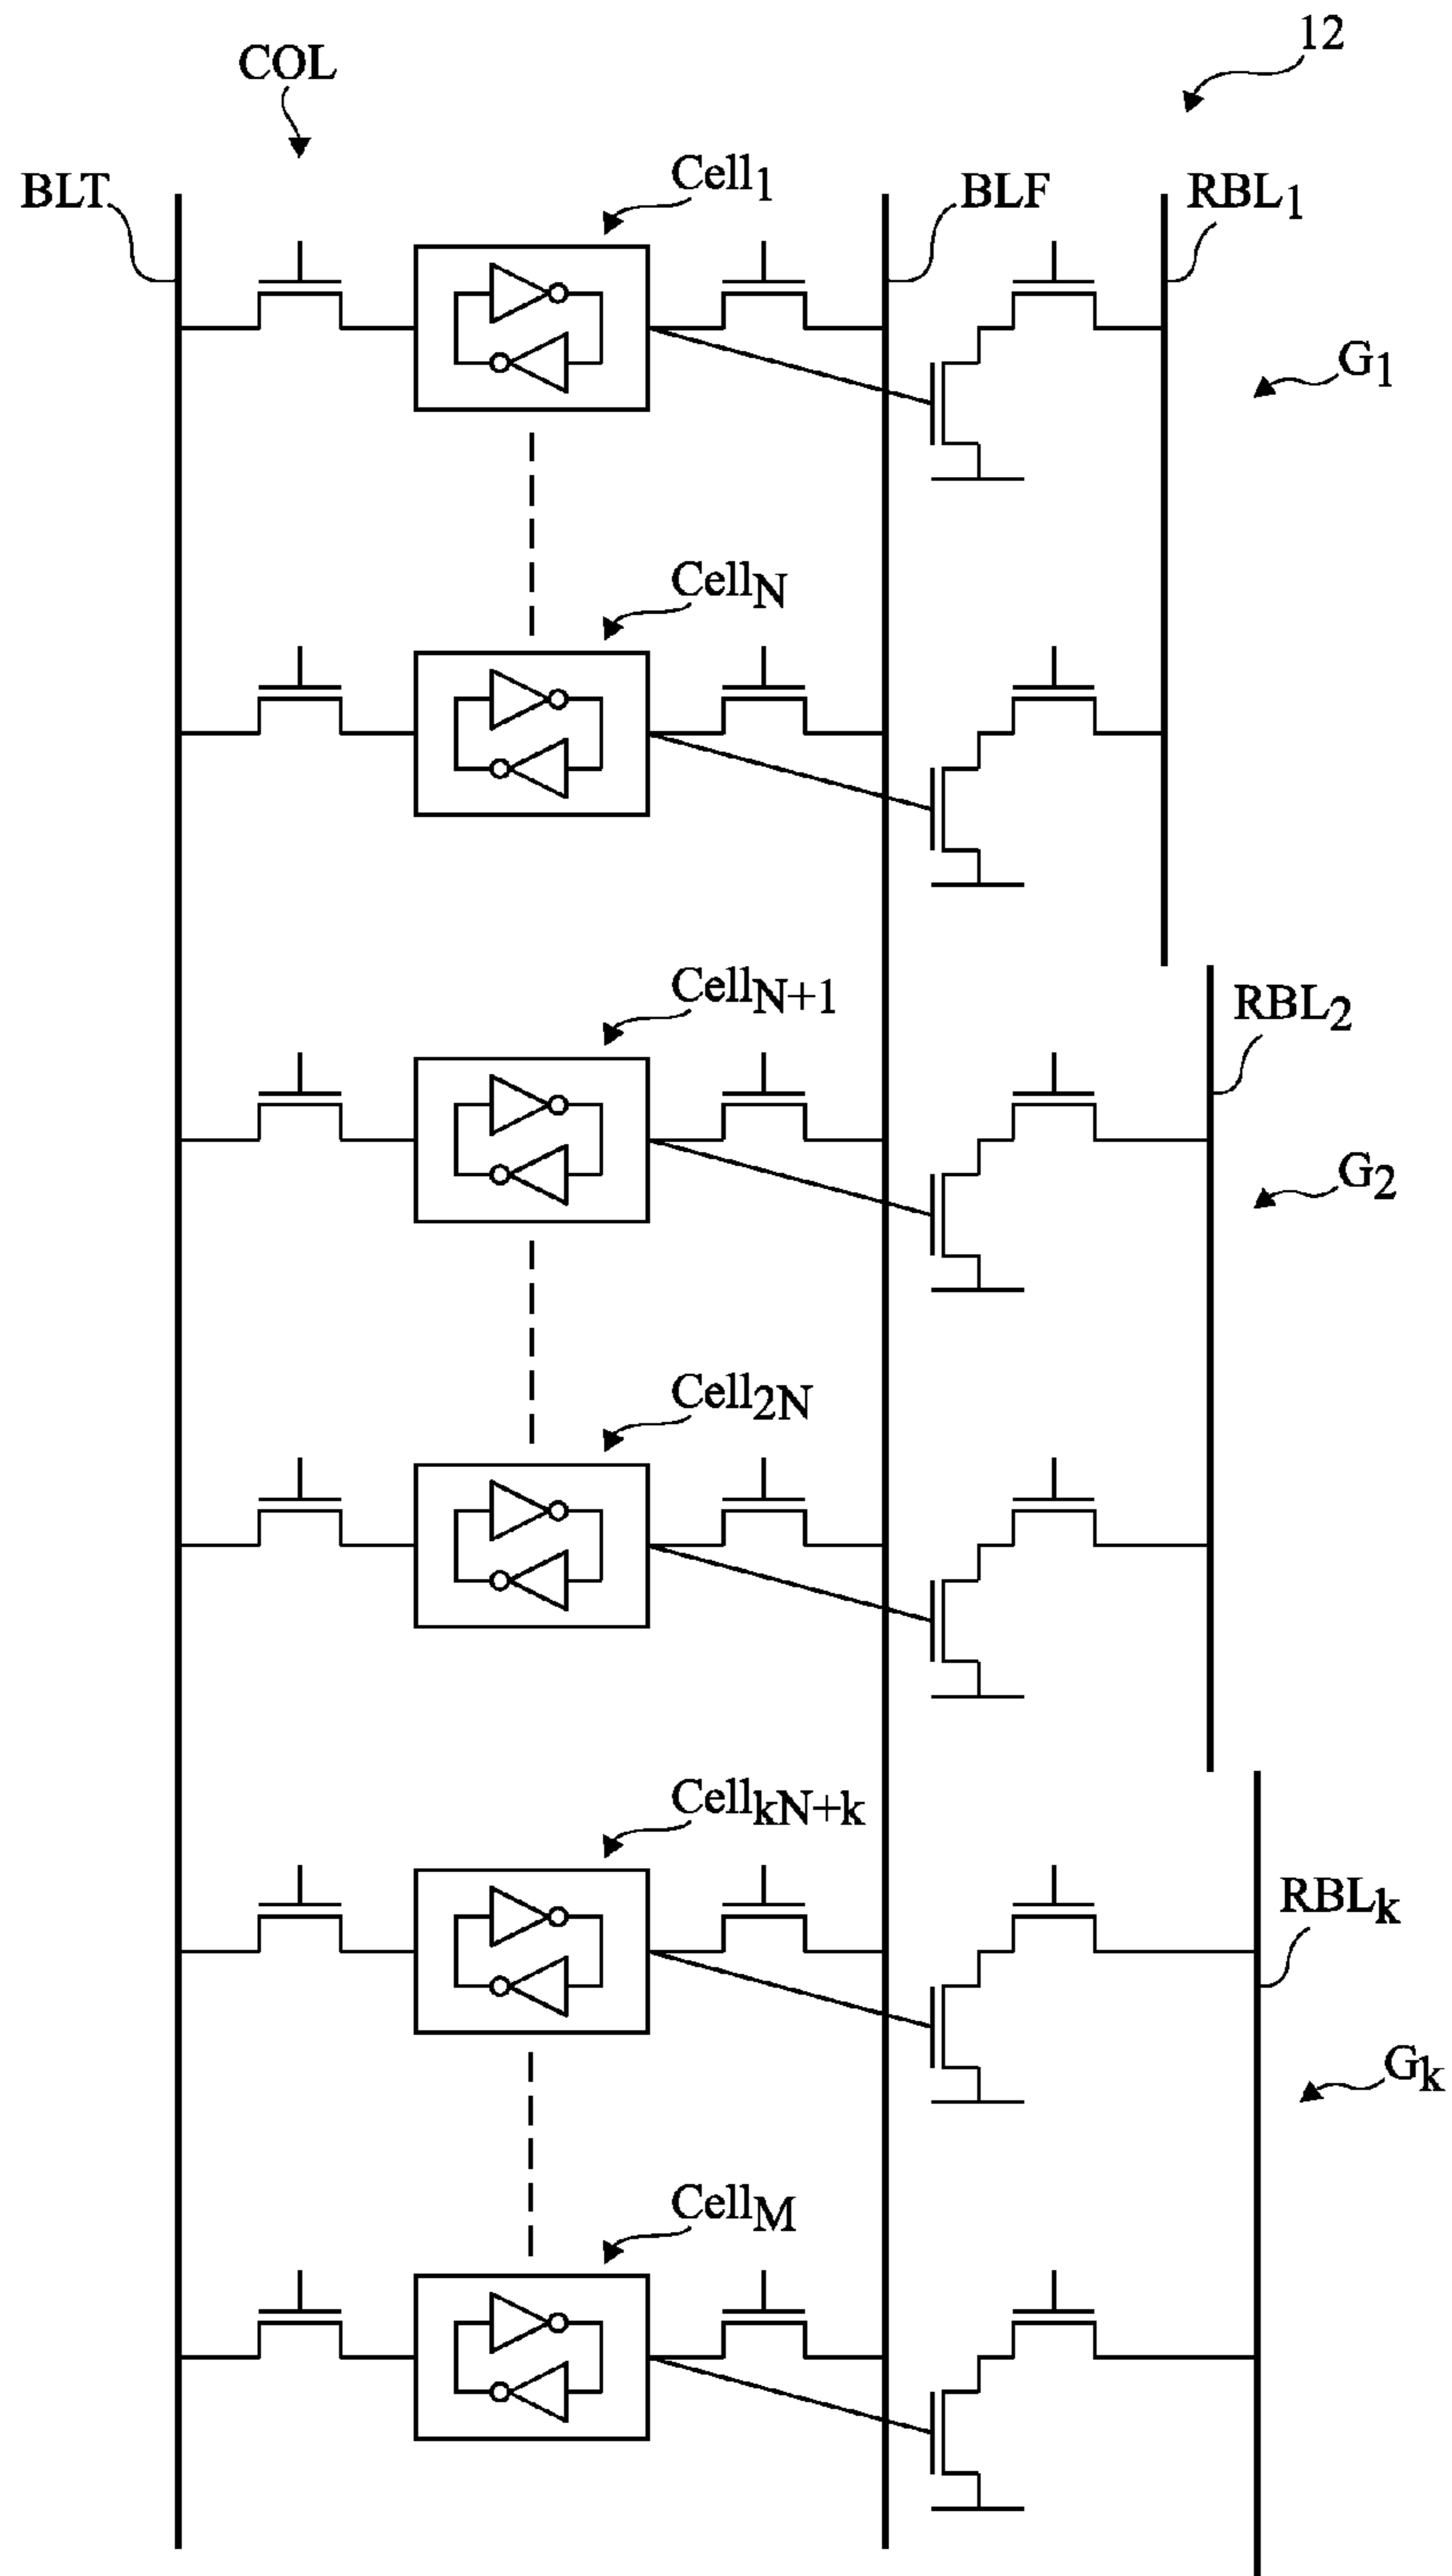 12
COL
BLT
Cell1
BLF
RBL1
G1
CellN
CellN+1
RBL2
G2
Cell2N
CellkN+k
RBLk
Gk
CellM